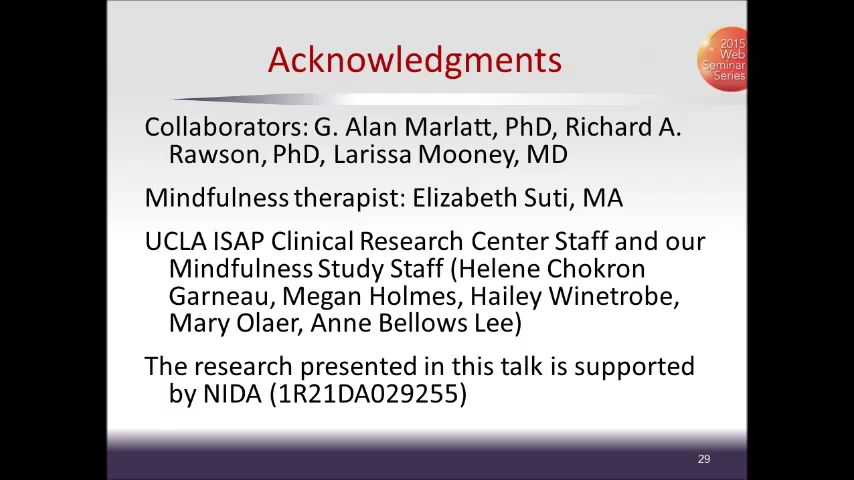 Acknowledgments
2015
Web
Seminar
Series
Collaborators: G. Alan Marlatt, PhD, Richard A.
Rawson, PhD, Larissa Mooney, MD
Mindfulness therapist: Elizabeth Suti, MA
UCLA ISAP Clinical Research Center Staff and our
Mindfulness Study Staff (Helene Chokron
Garneau, Megan Holmes, Hailey Winetrobe,
Mary Olaer, Anne Bellows Lee)
The research presented in this talk is supported
by NIDA (1R21DA029255)
29